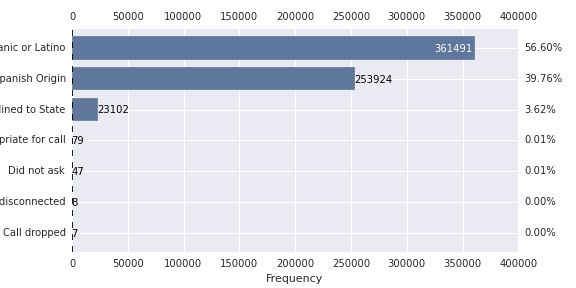 0 50000 100000 150000 200000 250000 300000 350000 400000
anic or Latino 361491 56.60%
panish Origin 253924 39.76%
lined to State 23102 3.62%
priate for call 79 0.01%
Did not ask 47 0.01%
disconnected 8 0.00%
Call dropped 7 0.00%
0 50000 100000 150000 200000 250000 300000 350000 400000
Frequency